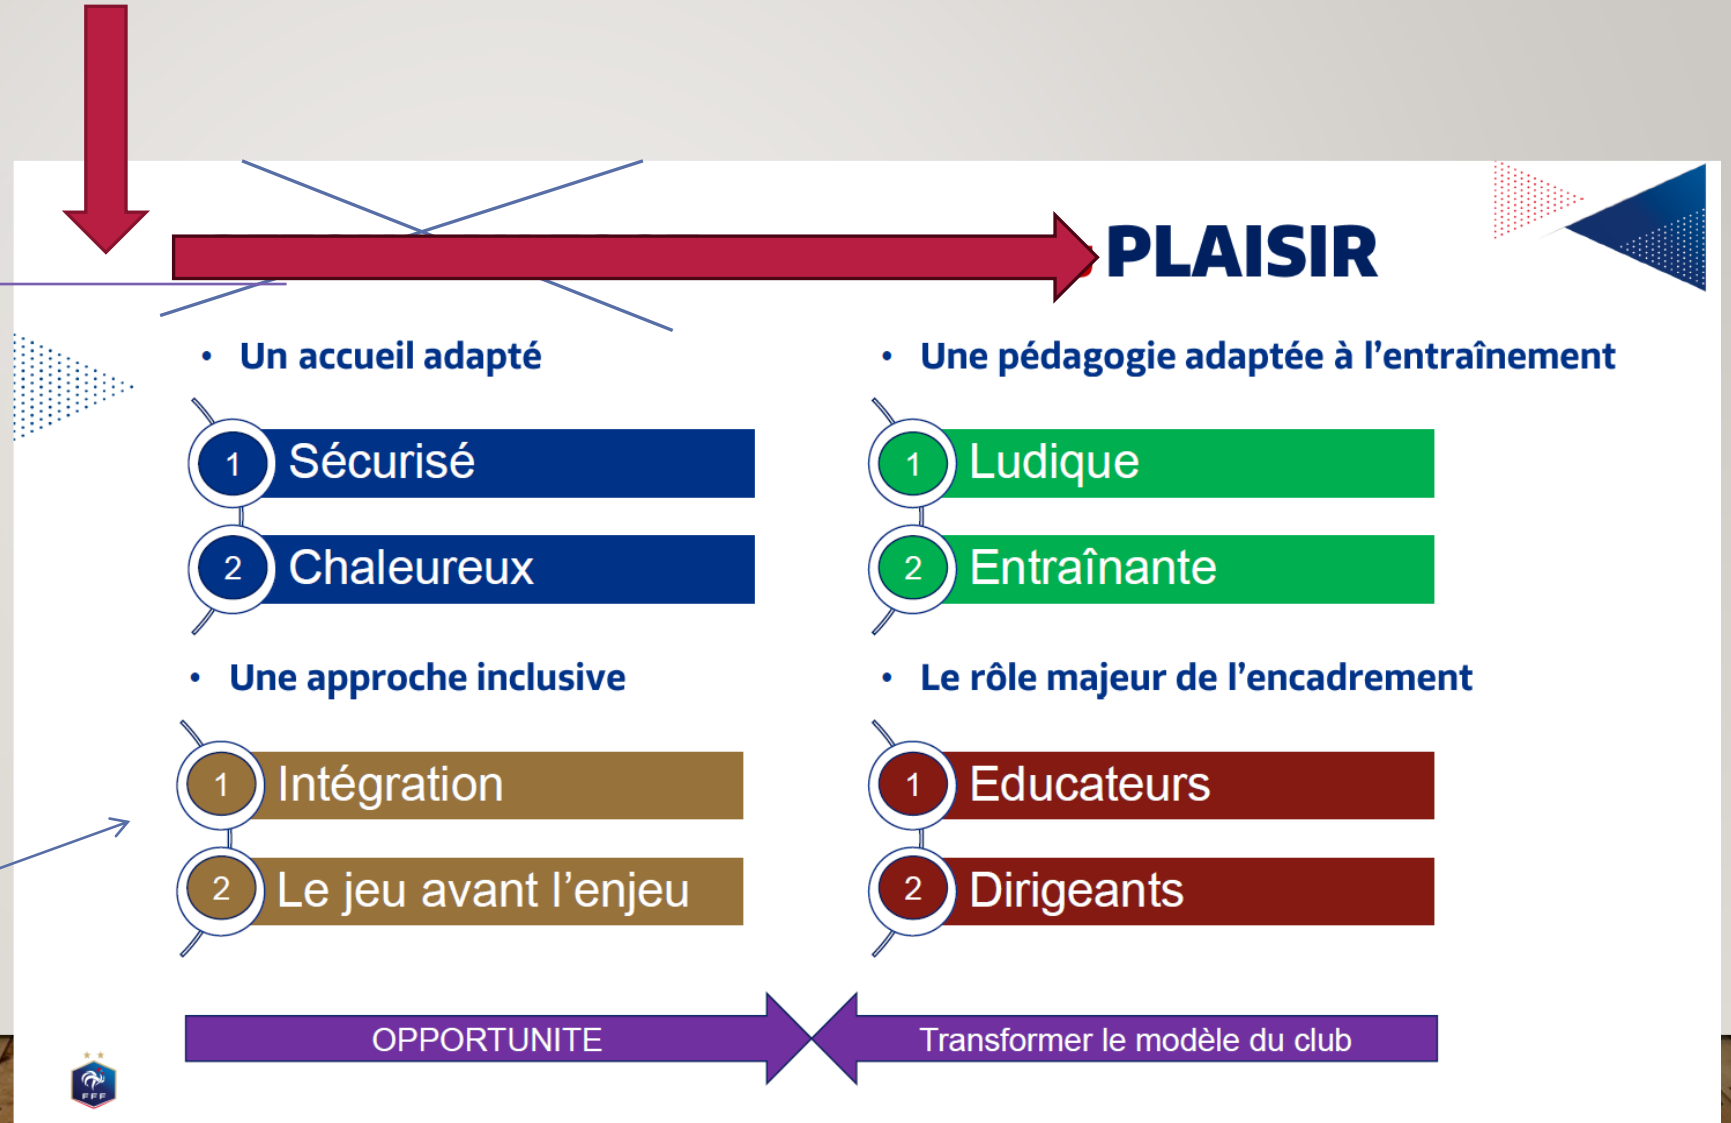 PLAISIR
• Un accueil adapté
1 Sécurisé
2 Chaleureux
• Une pédagogie adaptée à l’entraînement
1 Ludique
2 Entraînante
• Une approche inclusive
1 Intégration
2 Le jeu avant l’enjeu
• Le rôle majeur de l’encadrement
1 Educateurs
2 Dirigeants
OPPORTUNITE
Transformer le modèle du club
FFF